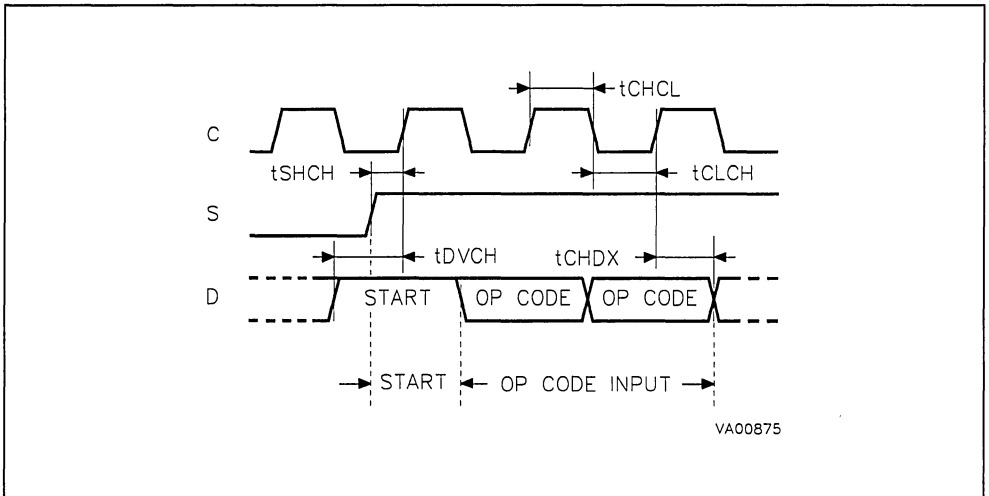 tCHCL
C
tSHCH
tCLCH
S
tDVCH
tCHDX
D
START
OP CODE
OP CODE
START
OP CODE INPUT
VA00875